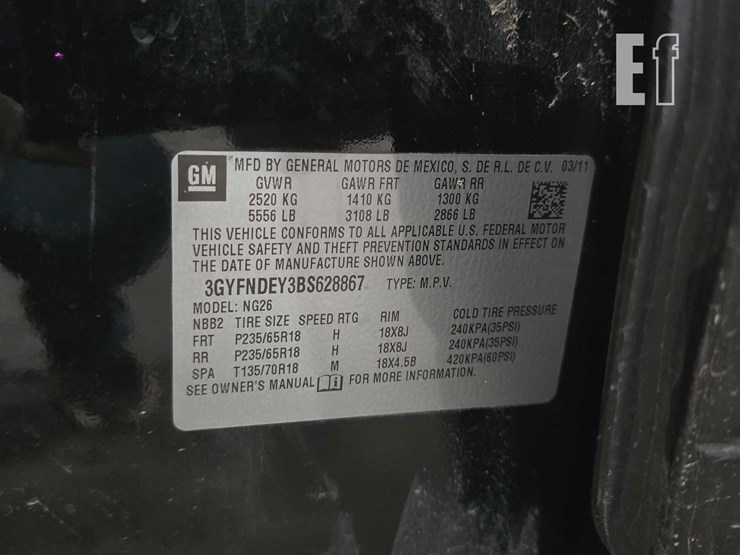 Ef
GM
MFD BY GENERAL MOTORS DE MEXICO, S. DE R.L. DE C.V. 03/11
GVWR GAWR FRT GAWR RR
2520 KG 1410 KG 1300 KG
5556 LB 3108 LB 2866 LB
THIS VEHICLE CONFORMS TO ALL APPLICABLE U.S. FEDERAL MOTOR
VEHICLE SAFETY AND THEFT PREVENTION STANDARDS IN EFFECT ON
THE DATE OF MANUFACTURE SHOWN ABOVE.
3GYFNDEY3BS628867 TYPE: M.P.V.
MODEL: NG26
NBB2 TIRE SIZE SPEED RTG RIM COLD TIRE PRESSURE
FRT P235/65R18 H 18X8J 240KPA(35PSI)
RR P235/65R18 H 18X8J 240KPA(35PSI)
SPA T135/70R18 M 18X4.5B 420KPA(60PSI)
SEE OWNER'S MANUAL i FOR MORE INFORMATION.